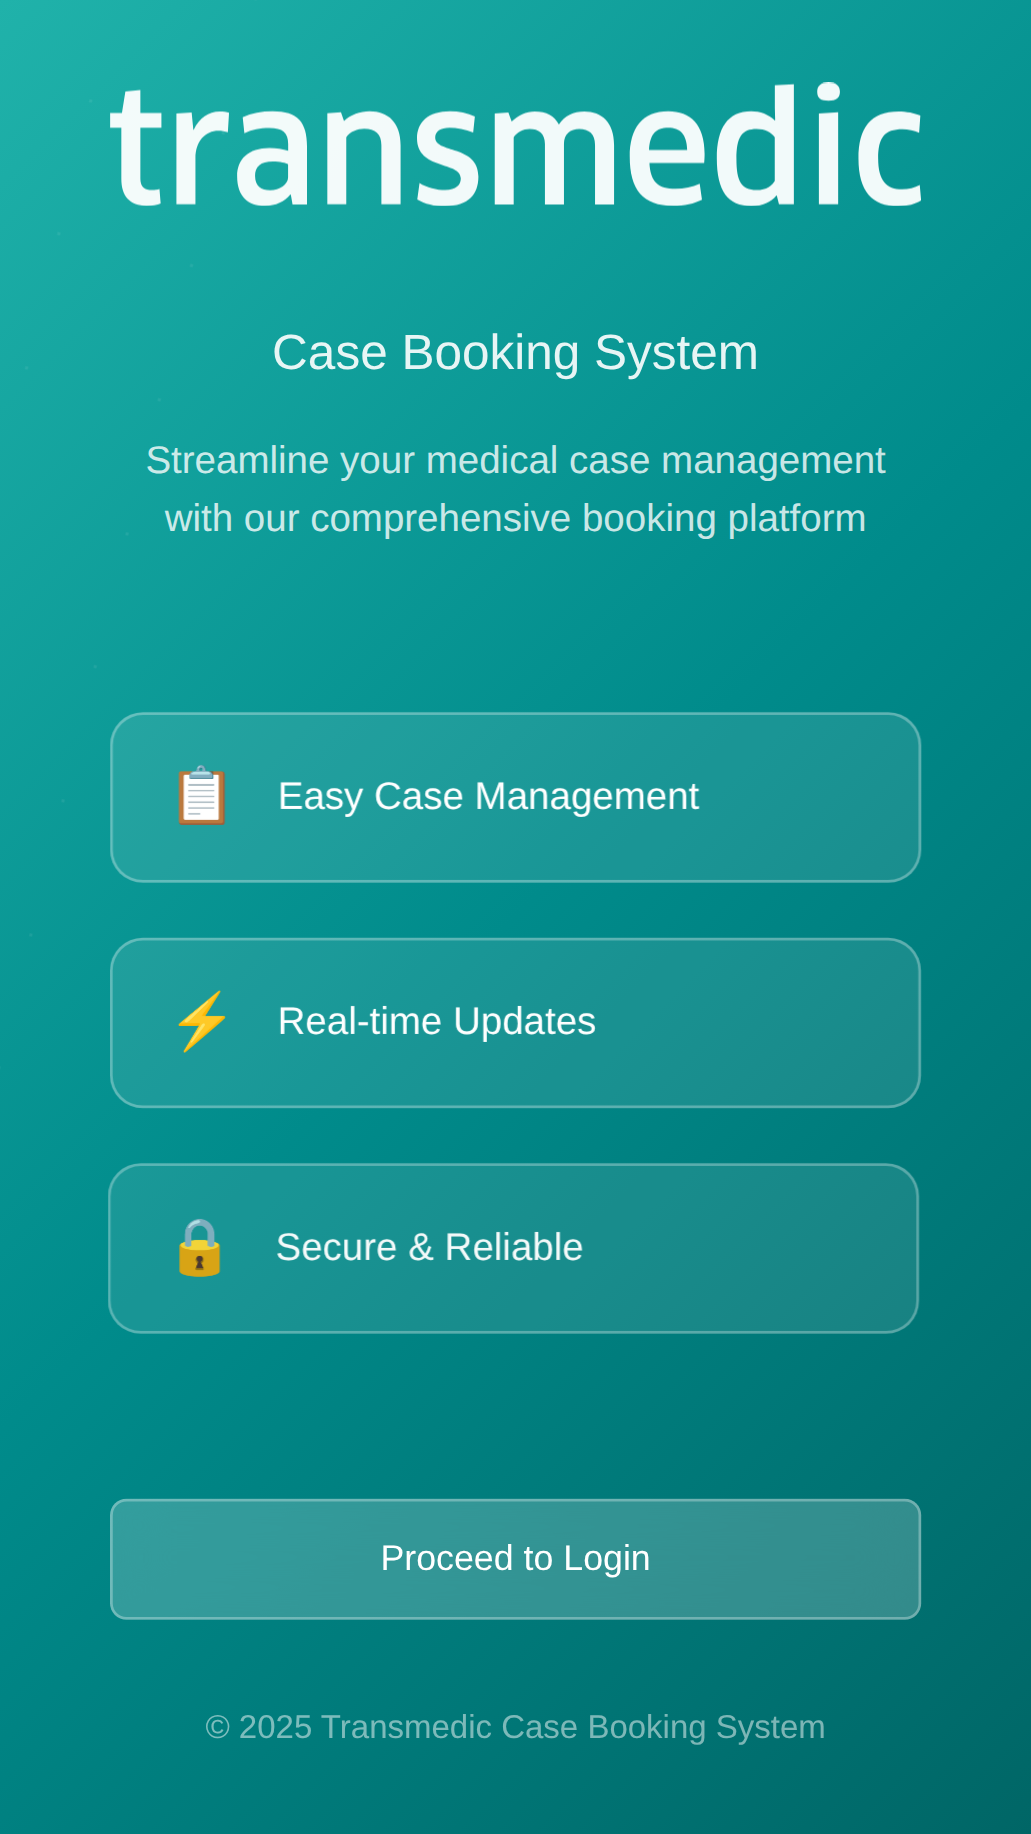 transmedic
Case Booking System
Streamline your medical case management
with our comprehensive booking platform
Easy Case Management
Real-time Updates
Secure & Reliable
Proceed to Login
© 2025 Transmedic Case Booking System